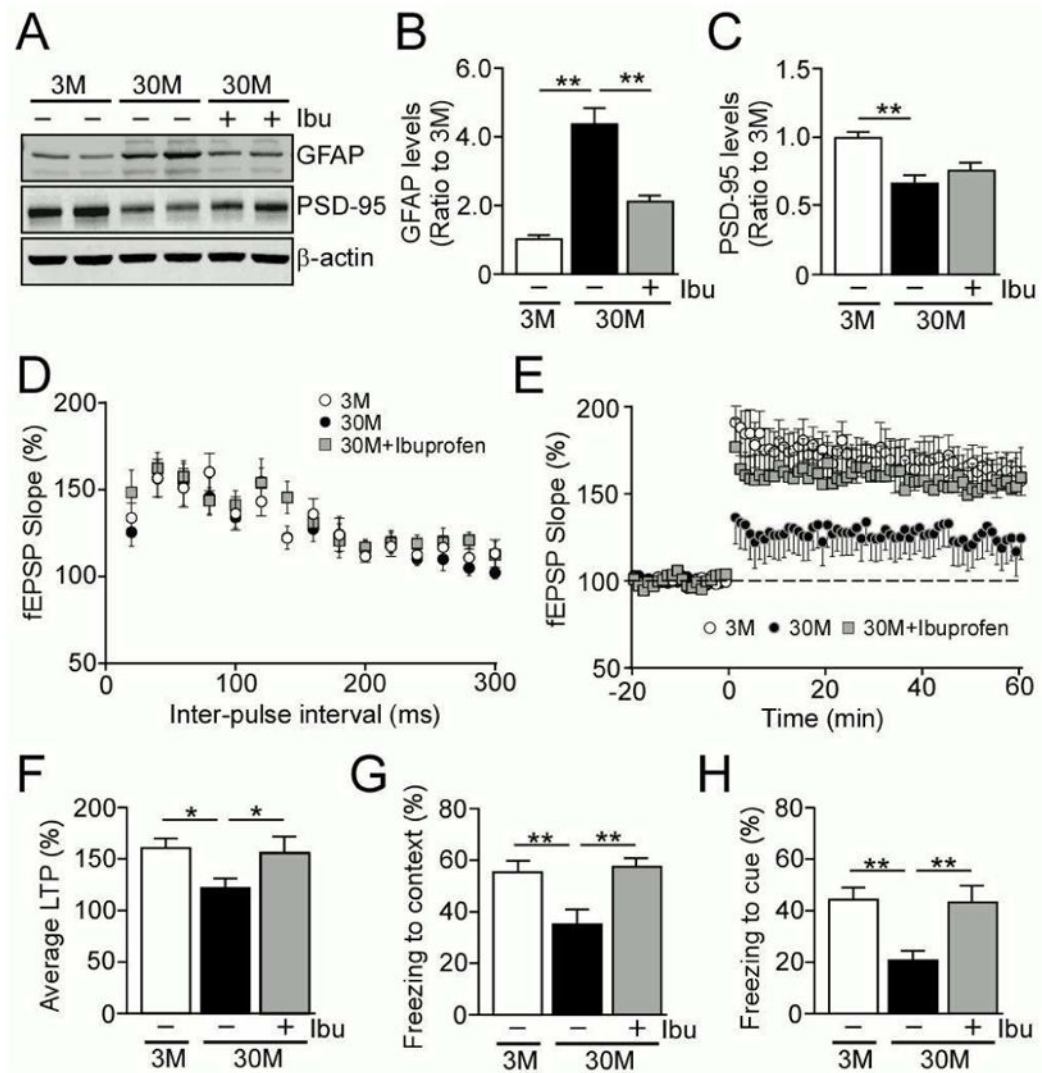 A
3M 30M 30M
− − − − + + Ibu
GFAP
PSD-95
β-actin
B
GFAP levels
(Ratio to 3M)
6.0
4.0
2.0
0
** **
− + Ibu
3M 30M
C
PSD-95 levels
(Ratio to 3M)
1.5
1.0
0.5
0
**
− + Ibu
3M 30M
D
fEPSP Slope (%)
200
150
100
50
0 100 200 300
Inter-pulse interval (ms)
3M
30M
30M+Ibuprofen
E
fEPSP Slope (%)
200
150
100
50
-20 0 20 40 60
Time (min)
3M 30M 30M+Ibuprofen
F
Average LTP (%)
200
150
100
50
0
* *
− + Ibu
3M 30M
G
Freezing to context (%)
80
60
40
20
0
** **
− + Ibu
3M 30M
H
Freezing to cue (%)
80
60
40
20
0
** **
− + Ibu
3M 30M